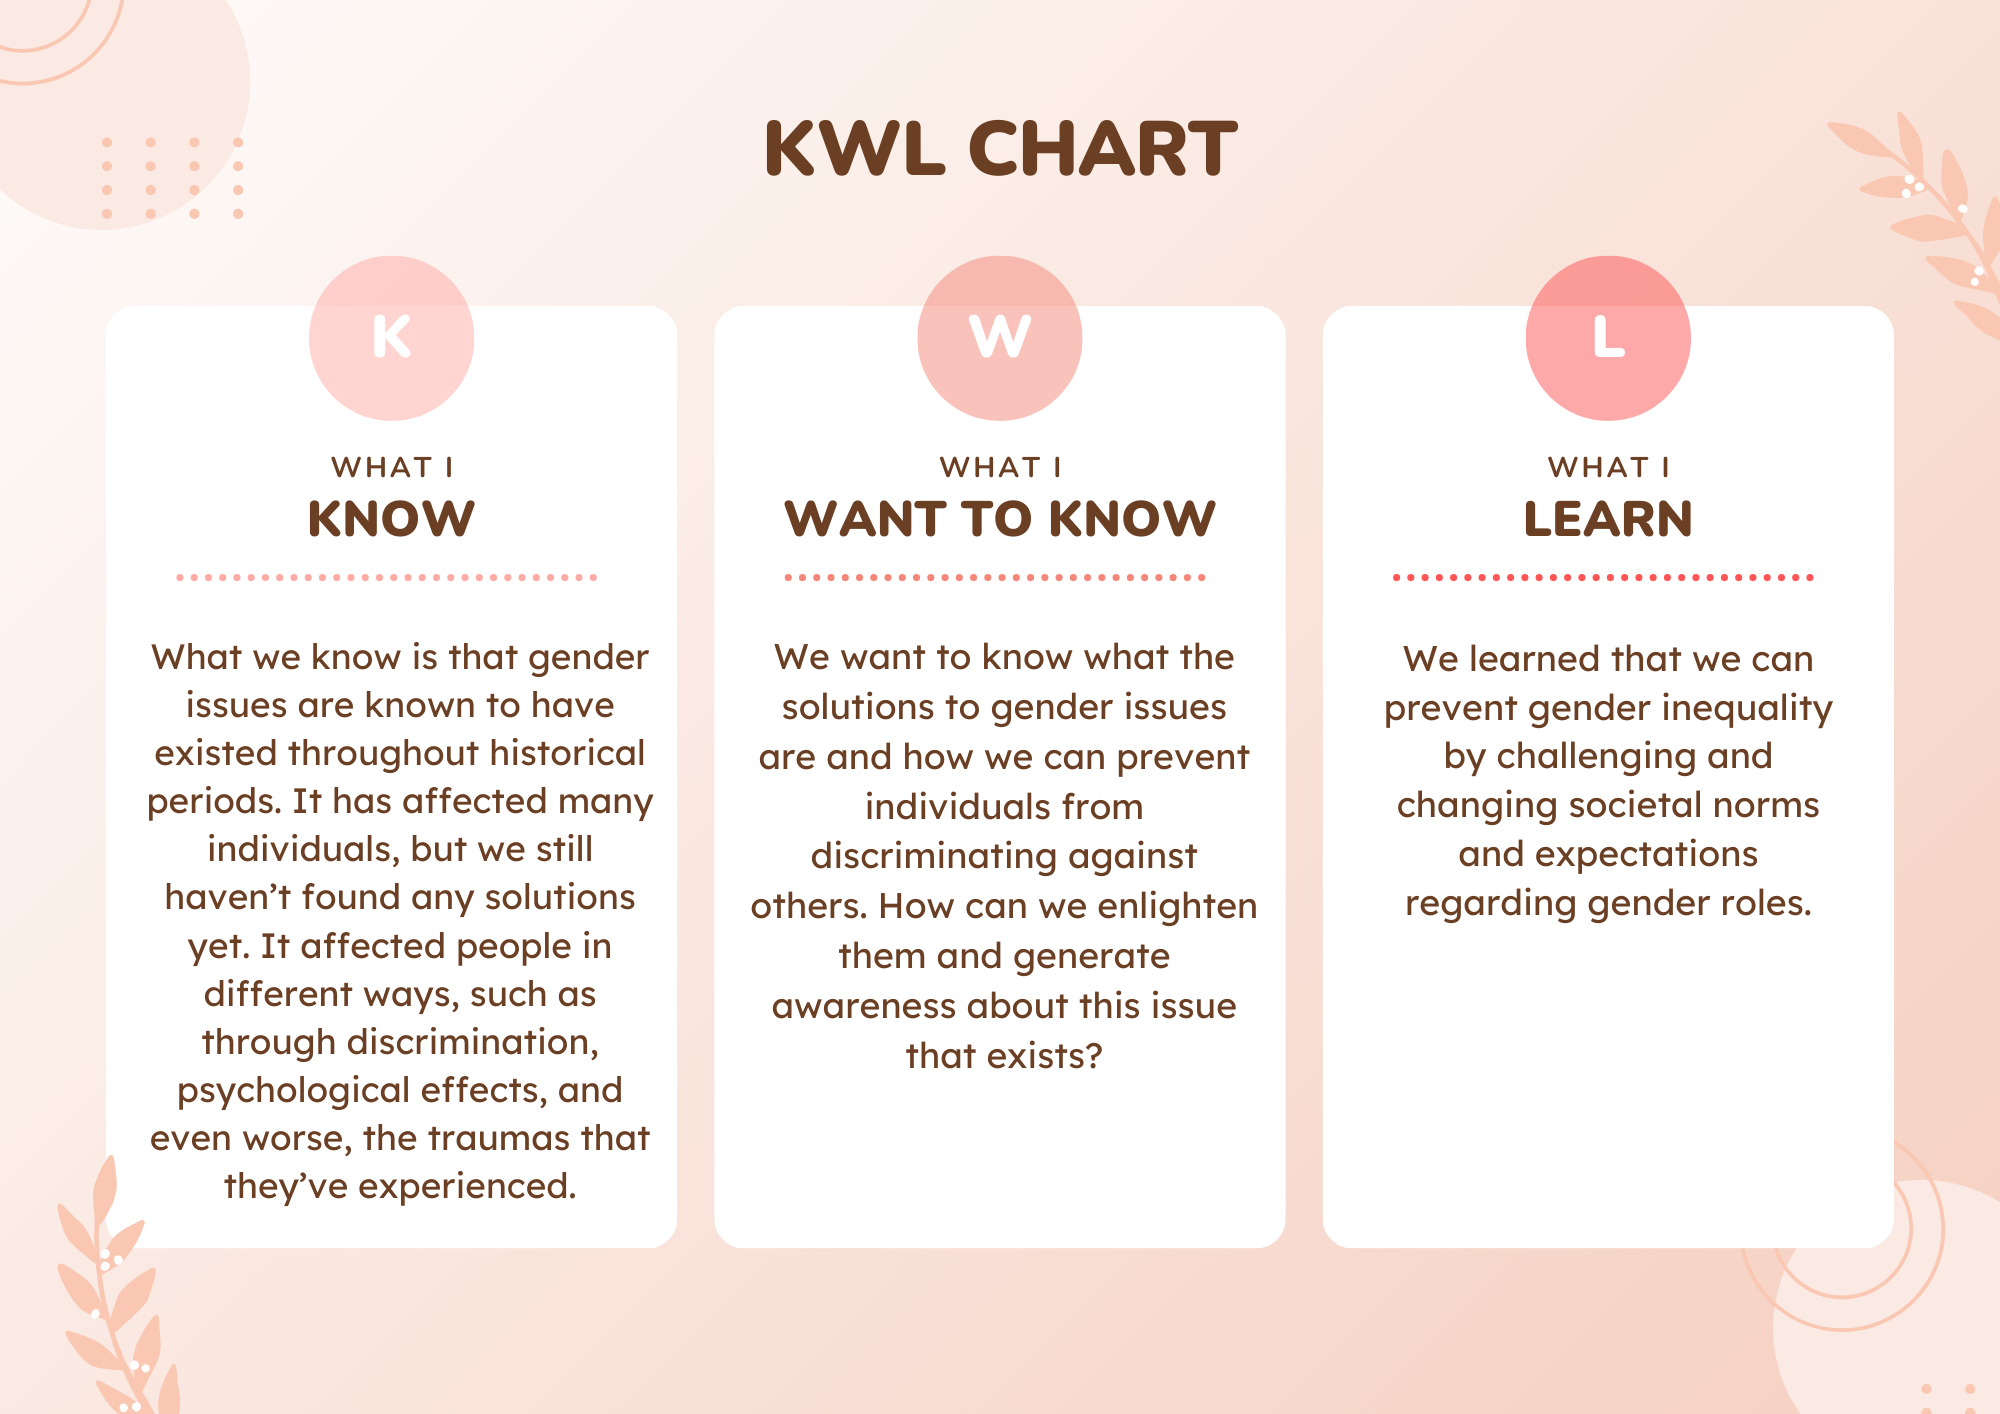 KWL CHART
K
WHAT I
KNOW
What we know is that gender
issues are known to have
existed throughout historical
periods. It has affected many
individuals, but we still
haven’t found any solutions
yet. It affected people in
different ways, such as
through discrimination,
psychological effects, and
even worse, the traumas that
they’ve experienced.
W
WHAT I
WANT TO KNOW
We want to know what the
solutions to gender issues
are and how we can prevent
individuals from
discriminating against
others. How can we enlighten
them and generate
awareness about this issue
that exists?
L
WHAT I
LEARN
We learned that we can
prevent gender inequality
by challenging and
changing societal norms
and expectations
regarding gender roles.